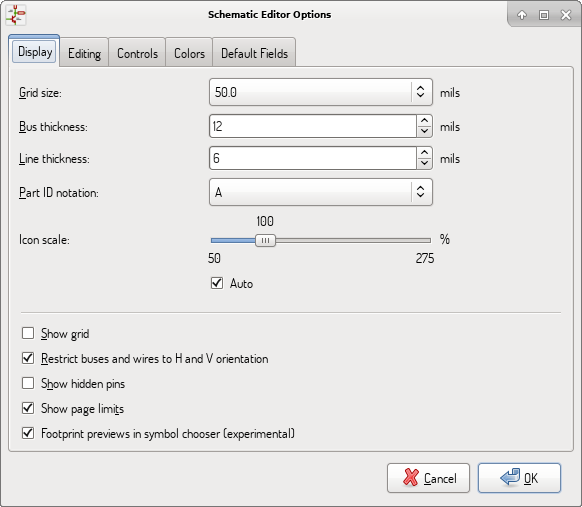 Schematic Editor Options
Display Editing Controls Colors Default Fields
Grid size: 50.0 mils
Bus thickness: 12 mils
Line thickness: 6 mils
Part ID notation: A
100
Icon scale: %
50 275
Auto
Show grid
Restrict buses and wires to H and V orientation
Show hidden pins
Show page limits
Footprint previews in symbol chooser (experimental)
Cancel OK